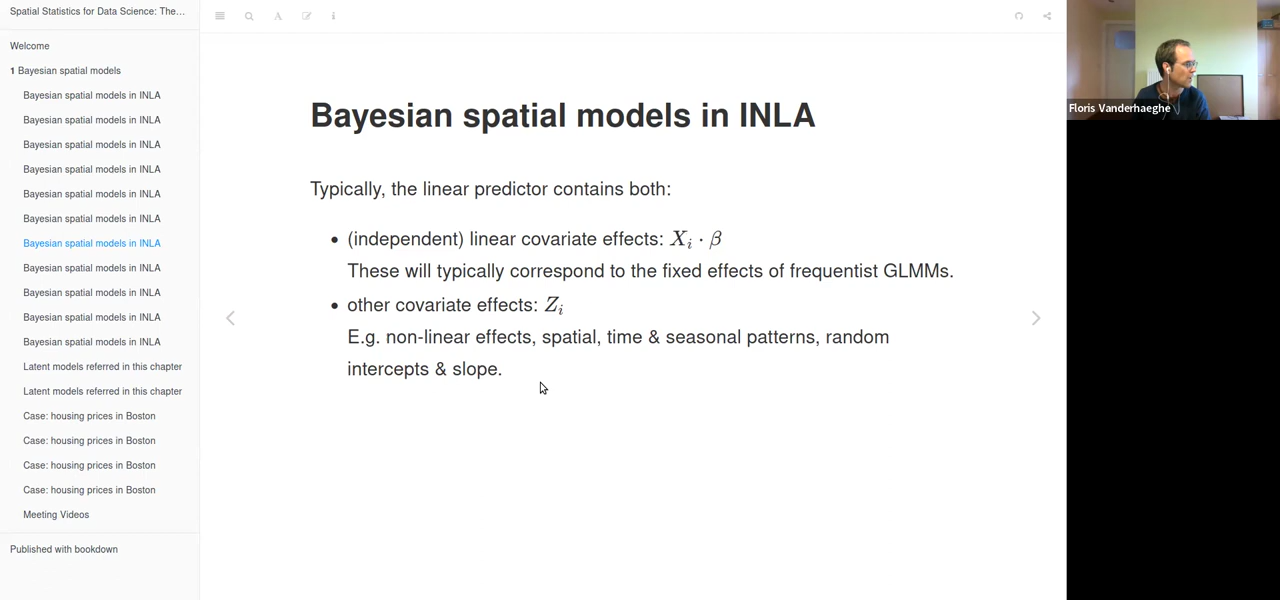 Spatial Statistics for Data Science: The...
Welcome
1 Bayesian spatial models
Bayesian spatial models in INLA
Bayesian spatial models in INLA
Bayesian spatial models in INLA
Bayesian spatial models in INLA
Bayesian spatial models in INLA
Bayesian spatial models in INLA
Bayesian spatial models in INLA
Bayesian spatial models in INLA
Bayesian spatial models in INLA
Bayesian spatial models in INLA
Bayesian spatial models in INLA
Latent models referred in this chapter
Latent models referred in this chapter
Case: housing prices in Boston
Case: housing prices in Boston
Case: housing prices in Boston
Case: housing prices in Boston
Meeting Videos
Published with bookdown
A
i
Bayesian spatial models in INLA
Typically, the linear predictor contains both:
• (independent) linear covariate effects: X_i · β
These will typically correspond to the fixed effects of frequentist GLMMs.
• other covariate effects: Z_i
E.g. non-linear effects, spatial, time & seasonal patterns, random
intercepts & slope.
Floris Vanderhaeghe